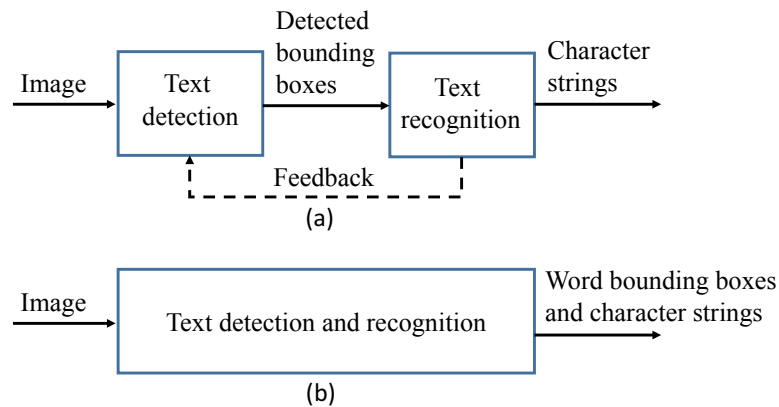 Image
Text
detection
Detected
bounding
boxes
Text
recognition
Character
strings
Feedback
(a)
Image
Text detection and recognition
Word bounding boxes
and character strings
(b)